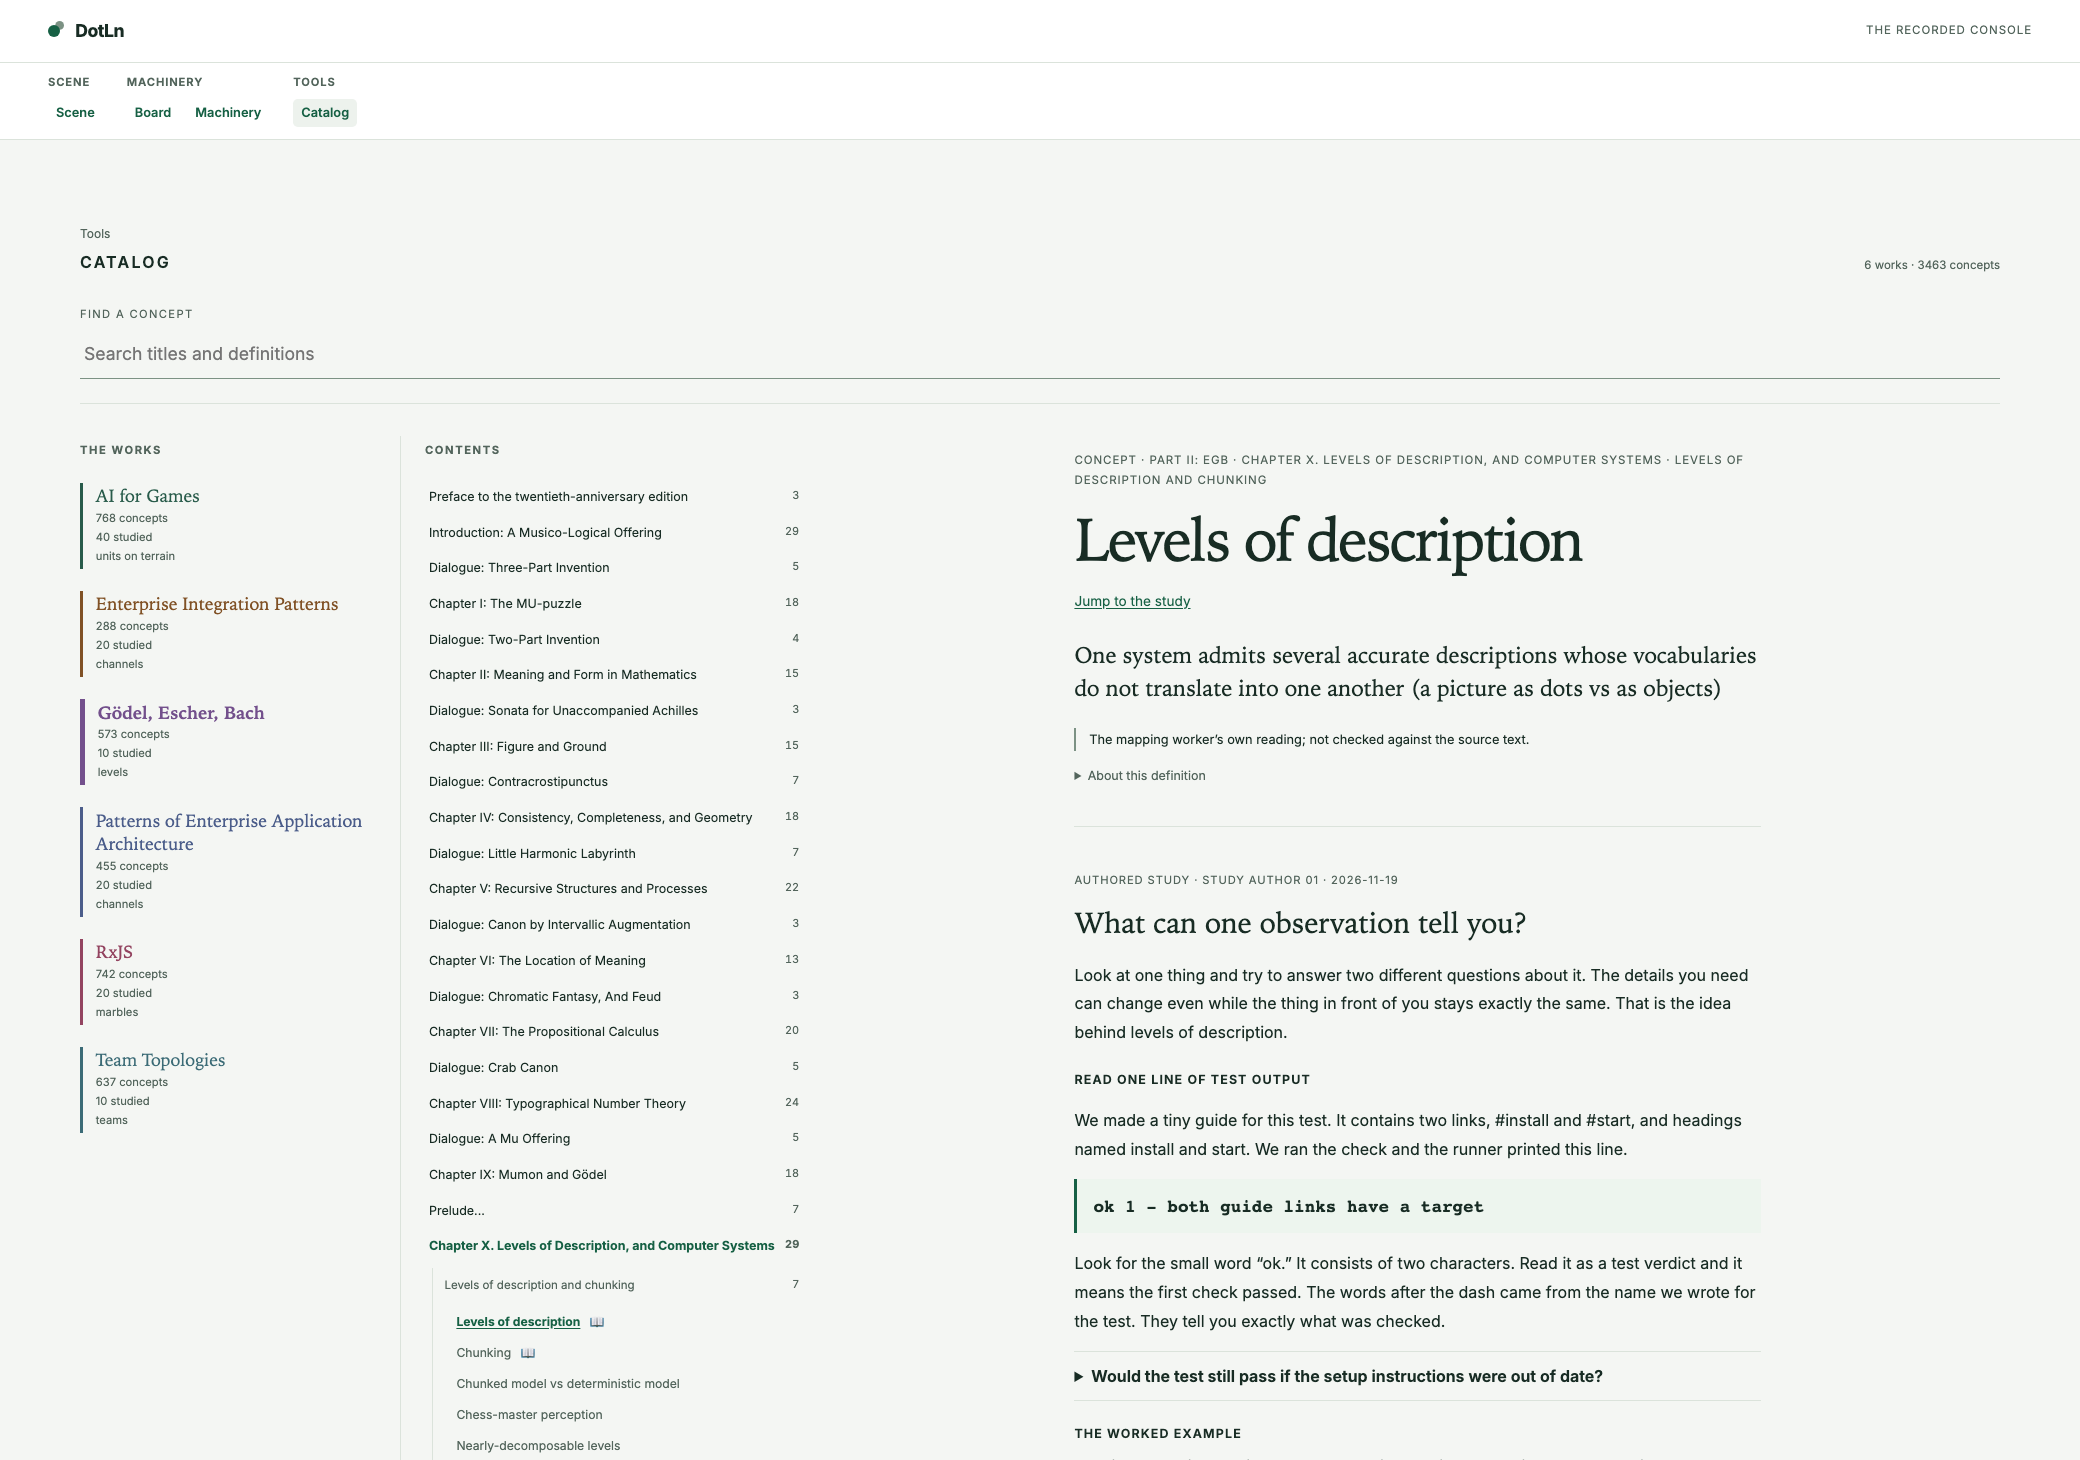 DotLn
THE RECORDED CONSOLE
SCENE
MACHINERY
TOOLS
Scene
Board
Machinery
Catalog
Tools
CATALOG
6 works · 3463 concepts
FIND A CONCEPT
Search titles and definitions
THE WORKS
AI for Games
768 concepts
40 studied
units on terrain
Enterprise Integration Patterns
288 concepts
20 studied
channels
Gödel, Escher, Bach
573 concepts
10 studied
levels
Patterns of Enterprise Application
Architecture
455 concepts
20 studied
channels
RxJS
742 concepts
20 studied
marbles
Team Topologies
637 concepts
10 studied
teams
CONTENTS
Preface to the twentieth-anniversary edition 3
Introduction: A Musico-Logical Offering 29
Dialogue: Three-Part Invention 5
Chapter I: The MU-puzzle 18
Dialogue: Two-Part Invention 4
Chapter II: Meaning and Form in Mathematics 15
Dialogue: Sonata for Unaccompanied Achilles 3
Chapter III: Figure and Ground 15
Dialogue: Contracrostipunctus 7
Chapter IV: Consistency, Completeness, and Geometry 18
Dialogue: Little Harmonic Labyrinth 7
Chapter V: Recursive Structures and Processes 22
Dialogue: Canon by Intervallic Augmentation 3
Chapter VI: The Location of Meaning 13
Dialogue: Chromatic Fantasy, And Feud 3
Chapter VII: The Propositional Calculus 20
Dialogue: Crab Canon 5
Chapter VIII: Typographical Number Theory 24
Dialogue: A Mu Offering 5
Chapter IX: Mumon and Gödel 18
Prelude... 7
Chapter X. Levels of Description, and Computer Systems 29
Levels of description and chunking 7
Levels of description
Chunking
Chunked model vs deterministic model
Chess-master perception
Nearly-decomposable levels
CONCEPT · PART II: EGB · CHAPTER X. LEVELS OF DESCRIPTION, AND COMPUTER SYSTEMS · LEVELS OF
DESCRIPTION AND CHUNKING
Levels of description
Jump to the study
One system admits several accurate descriptions whose vocabularies
do not translate into one another (a picture as dots vs as objects)
The mapping worker’s own reading; not checked against the source text.
About this definition
AUTHORED STUDY · STUDY AUTHOR 01 · 2026-11-19
What can one observation tell you?
Look at one thing and try to answer two different questions about it. The details you need
can change even while the thing in front of you stays exactly the same. That is the idea
behind levels of description.
READ ONE LINE OF TEST OUTPUT
We made a tiny guide for this test. It contains two links, #install and #start, and headings
named install and start. We ran the check and the runner printed this line.
ok 1 – both guide links have a target
Look for the small word “ok.” It consists of two characters. Read it as a test verdict and it
means the first check passed. The words after the dash came from the name we wrote for
the test. They tell you exactly what was checked.
Would the test still pass if the setup instructions were out of date?
THE WORKED EXAMPLE